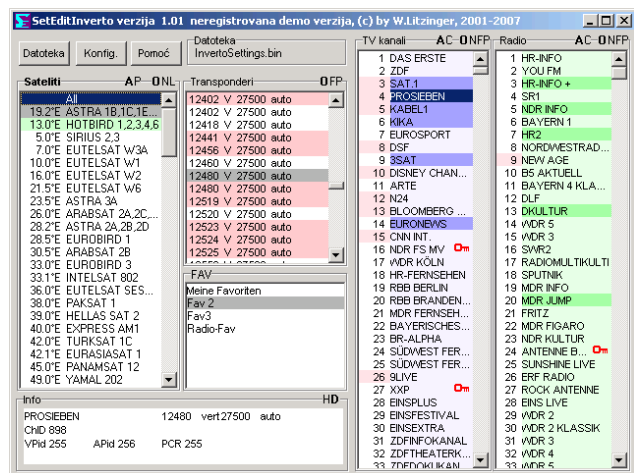 SetEditInverto verzija 1.01 neregistrovana demo verzija, (c) by W.Litzinger, 2001-2007
Datoteka
Konfig.
Pomoć
Datoteka
InvertoSettings.bin
Sateliti AP ONL
All
19.2°E ASTRA 1B,1C,1E...
13.0°E HOTBIRD 1,2,3,4,6
5.0°E SIRIUS 2,3
7.0°E EUTELSAT W3A
10.0°E EUTELSAT W1
16.0°E EUTELSAT W2
21.5°E EUTELSAT W6
23.5°E ASTRA 3A
26.0°E ARABSAT 2A,2C,...
28.2°E ASTRA 2A,2B,2D
28.5°E EUROBIRD 1
30.5°E ARABSAT 2B
33.0°E EUROBIRD 3
33.1°E INTELSAT 802
36.0°E EUTELSAT SES...
38.0°E PAKSAT 1
39.0°E HELLAS SAT 2
40.0°E EXPRESS AM1
42.0°E TURKSAT 1C
42.1°E EURASIASAT 1
45.0°E PANAMSAT 12
49.0°E YAMAL 202
Transponderi OFP
12402 V 27500 auto
12402 V 27500 auto
12418 V 27500 auto
12441 V 27500 auto
12456 V 27500 auto
12460 V 27500 auto
12480 V 27500 auto
12480 V 27500 auto
12519 V 27500 auto
12520 V 27500 auto
12523 V 27500 auto
12524 V 27500 auto
12525 V 27500 auto
FAV
Meine Favoriten
Fav 2
Fav3
Radio-Fav
Info HD
PROSIEBEN 12480 vert27500 auto
ChID 898
VPid 255 APid 256 PCR 255
TV kanali AC ONFP
1 DAS ERSTE
2 ZDF
3 SAT.1
4 PROSIEBEN
5 KABEL1
6 KIKA
7 EUROSPORT
8 DSF
9 3SAT
10 DISNEY CHAN...
11 ARTE
12 N24
13 BLOOMBERG ...
14 EURONEWS
15 CNN INT.
16 NDR FS MV
17 WDR KÖLN
18 HR-FERNSEHEN
19 RBB BERLIN
20 RBB BRANDEN...
21 MDR FERNSEH...
22 BAYERISCHES...
23 BR-ALPHA
24 SÜDWEST FER...
25 SÜDWEST FER...
26 9LIVE
27 XXP
28 EINSPLUS
29 EINSFESTIVAL
30 EINSEXTRA
31 ZDFINFOKANAL
32 ZDFTHEATERK...
33 ZDFDOKUKAN...
Radio AC ONFP
1 HR-INFO
2 YOU FM
3 HR-INFO +
4 SR1
5 NDR INFO
6 BAYERN 1
7 HR2
8 NORDWESTRAD...
9 NEW AGE
10 B5 AKTUELL
11 BAYERN 4 KLA...
12 DLF
13 DKULTUR
14 WDR 5
15 WDR 3
16 SWR2
17 RADIOMULTIKULTI
18 SPUTNIK
19 MDR INFO
20 MDR JUMP
21 FRITZ
22 MDR FIGARO
23 NDR KULTUR
24 ANTENNE B...
25 SUNSHINE LIVE
26 ERF RADIO
27 ROCK ANTENNE
28 EINS LIVE
29 WDR 2
30 WDR 2 KLASSIK
31 WDR 3
32 WDR 4
33 WDR 5